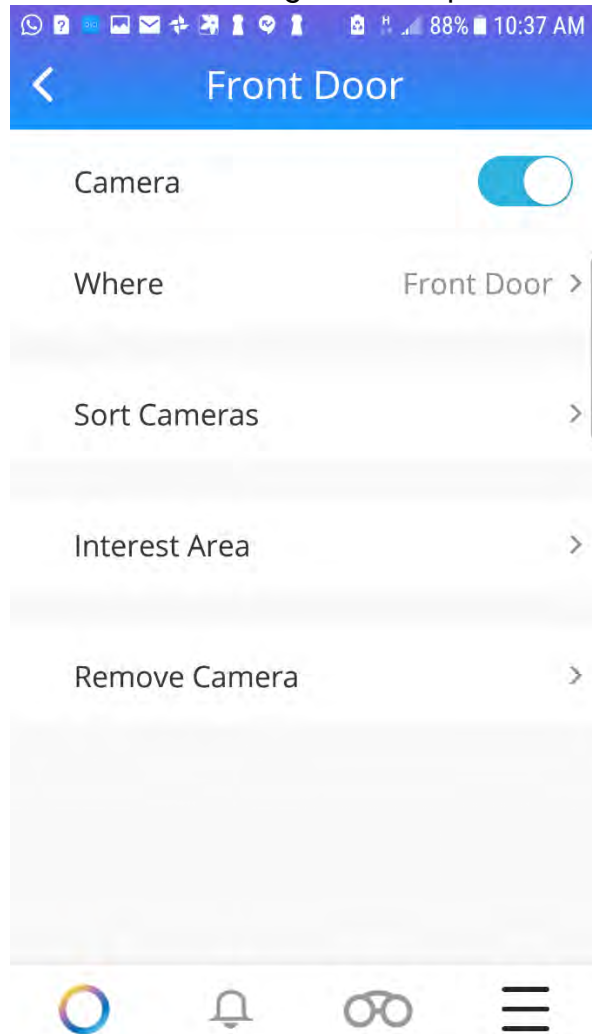 88% 10:37 AM
Front Door
Camera
Where Front Door >
Sort Cameras >
Interest Area >
Remove Camera >